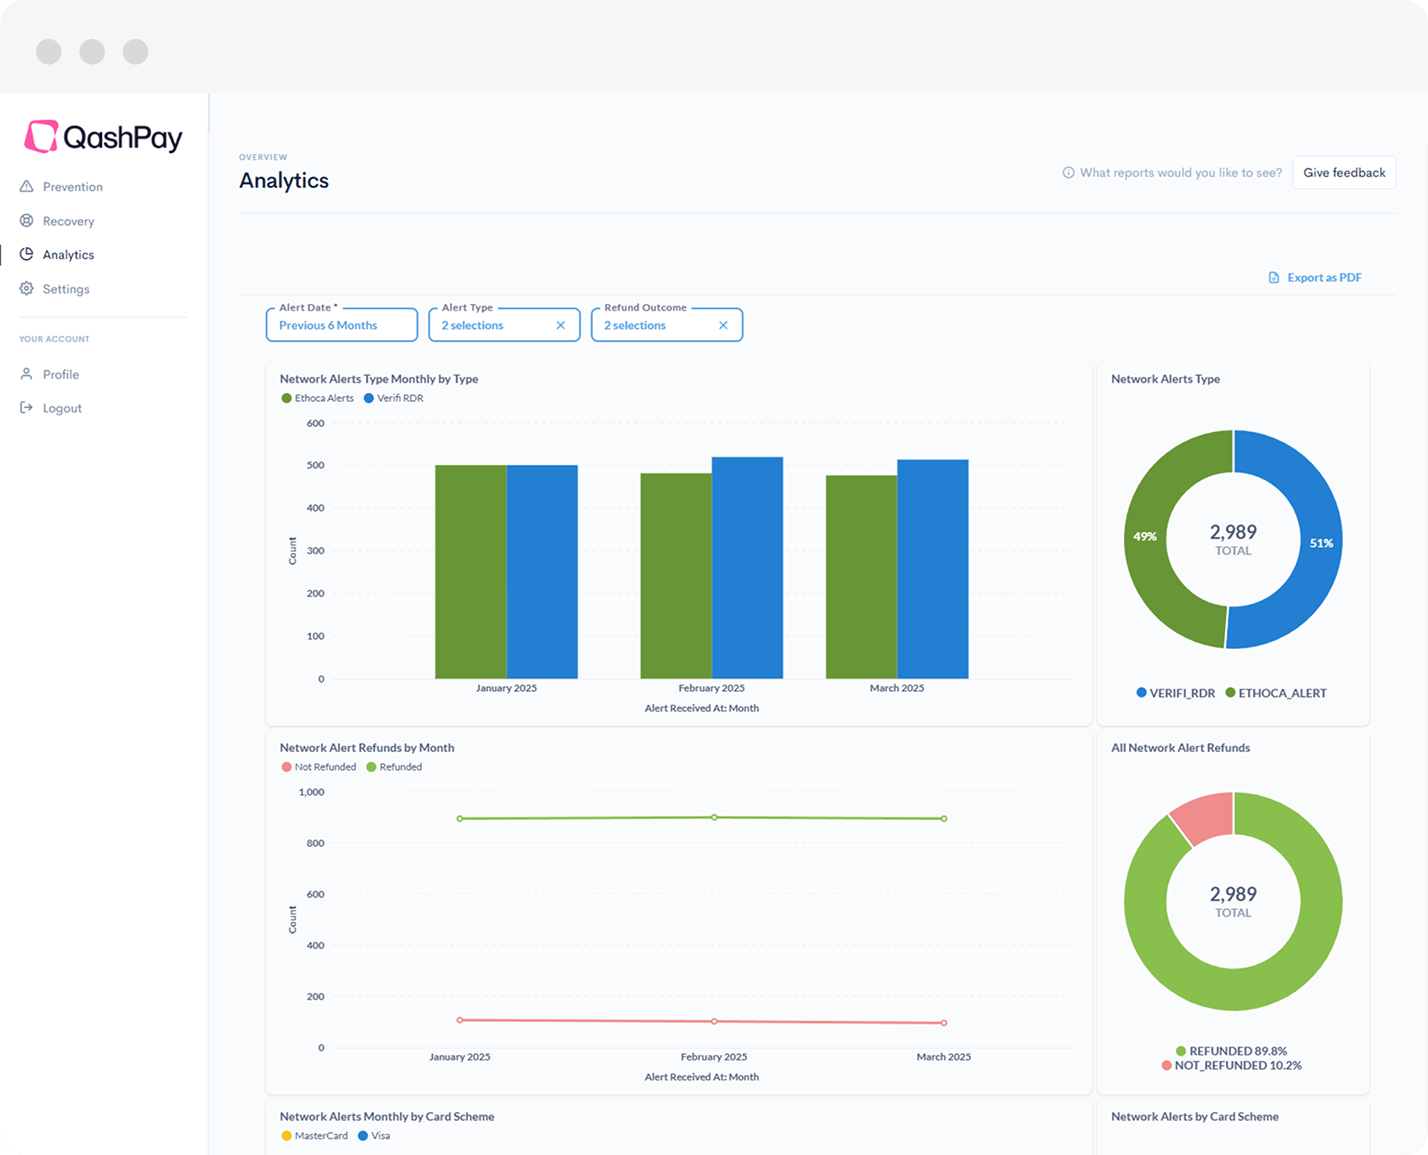 QashPay
Prevention
Recovery
Analytics
Settings
YOUR ACCOUNT
Profile
Logout
OVERVIEW
Analytics
What reports would you like to see?
Give feedback
Export as PDF
Alert Date *
Previous 6 Months
Alert Type
2 selections
Refund Outcome
2 selections
Network Alerts Type Monthly by Type
Ethoca Alerts Verifi RDR
600
500
400
300
200
100
0
Count
January 2025 February 2025 March 2025
Alert Received At: Month
Network Alerts Type
49%
2,989
TOTAL
51%
VERIFI_RDR ETHOCA_ALERT
Network Alert Refunds by Month
Not Refunded Refunded
1,000
800
600
400
200
0
Count
January 2025 February 2025 March 2025
Alert Received At: Month
All Network Alert Refunds
2,989
TOTAL
REFUNDED 89.8%
NOT_REFUNDED 10.2%
Network Alerts Monthly by Card Scheme
MasterCard Visa
Network Alerts by Card Scheme